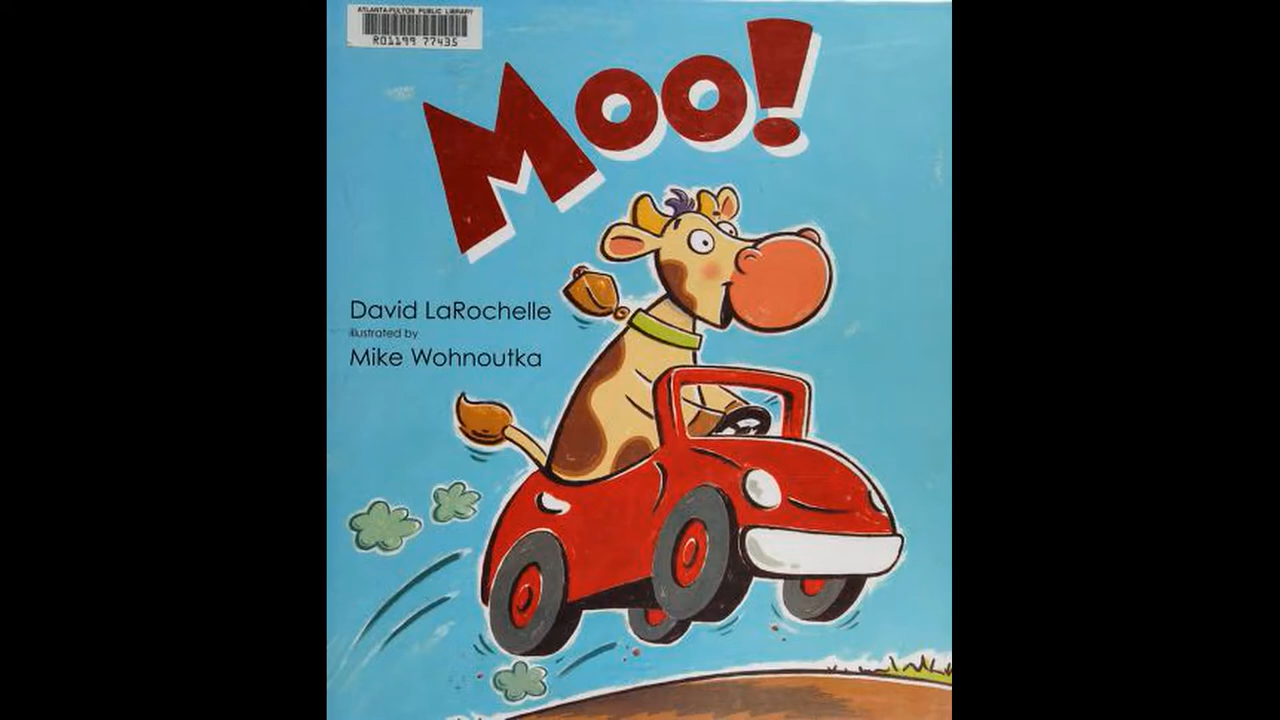 ATLANTA-FULTON PUBLIC LIBRARY
R01199 77435
MOO!
David LaRochelle
illustrated by
Mike Wohnoutka